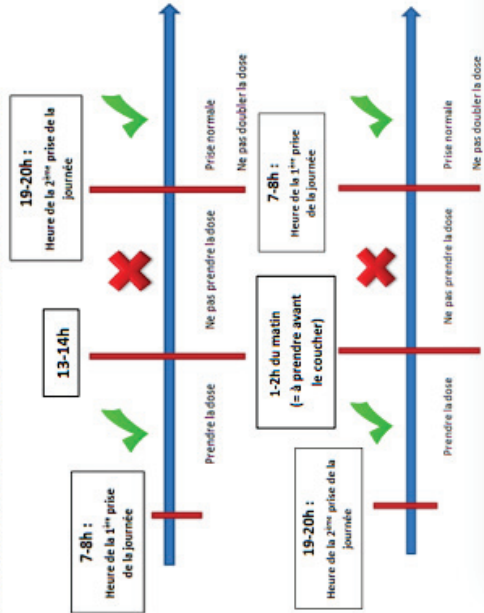 7-8h :
Heure de la 1ère prise
de la journée
13-14h
19-20h :
Heure de la 2ème prise de la
journée
Prendre la dose
Ne pas prendre la dose
Prise normale
Ne pas doubler la dose
19-20h :
Heure de la 2ème prise de la
journée
1-2h du matin
(= à prendre avant
le coucher)
7-8h :
Heure de la 1ère prise
de la journée
Prendre la dose
Ne pas prendre la dose
Prise normale
Ne pas doubler la dose